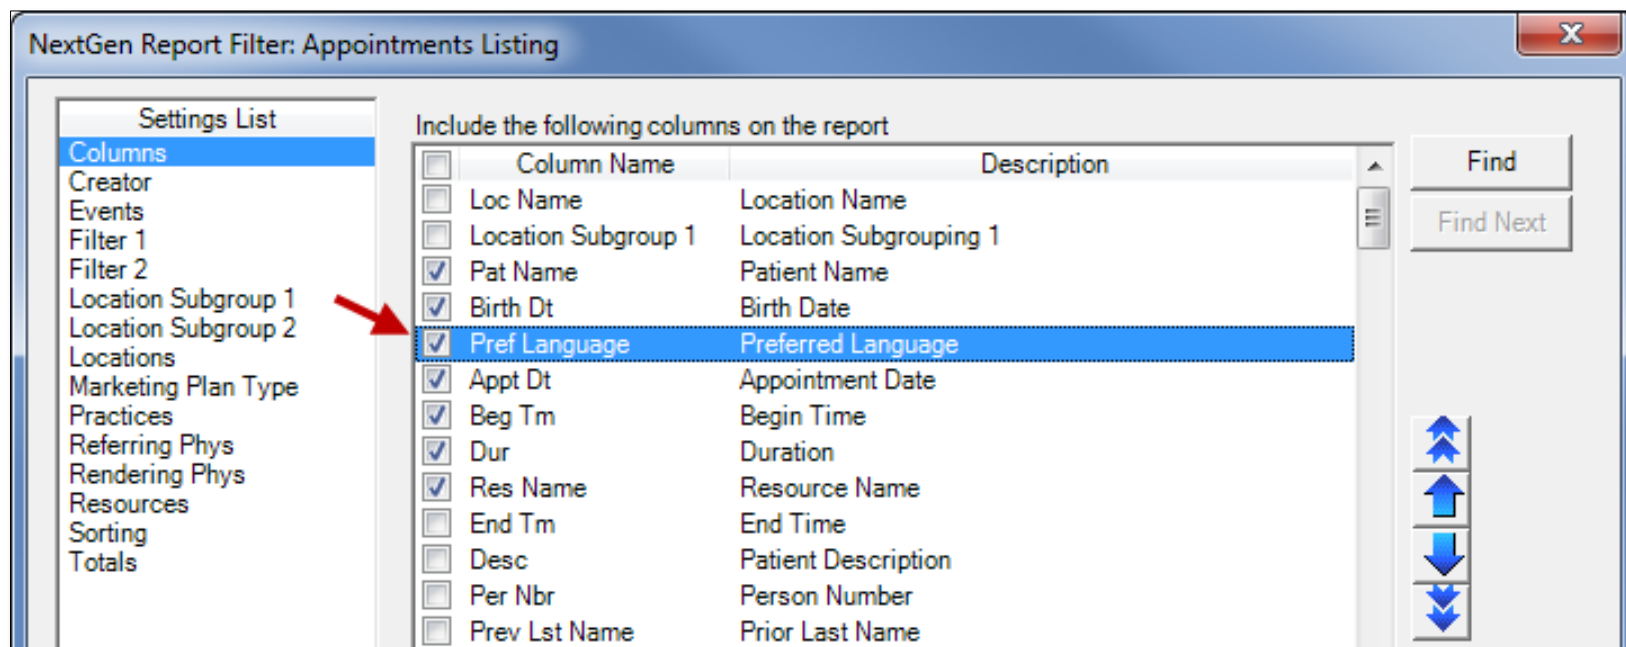 NextGen Report Filter: Appointments Listing
Settings List
Columns
Creator
Events
Filter 1
Filter 2
Location Subgroup 1
Location Subgroup 2
Locations
Marketing Plan Type
Practices
Referring Phys
Rendering Phys
Resources
Sorting
Totals
Include the following columns on the report
Column Name Description
Loc Name Location Name
Location Subgroup 1 Location Subgrouping 1
Pat Name Patient Name
Birth Dt Birth Date
Pref Language Preferred Language
Appt Dt Appointment Date
Beg Tm Begin Time
Dur Duration
Res Name Resource Name
End Tm End Time
Desc Patient Description
Per Nbr Person Number
Prev Lst Name Prior Last Name
Find
Find Next